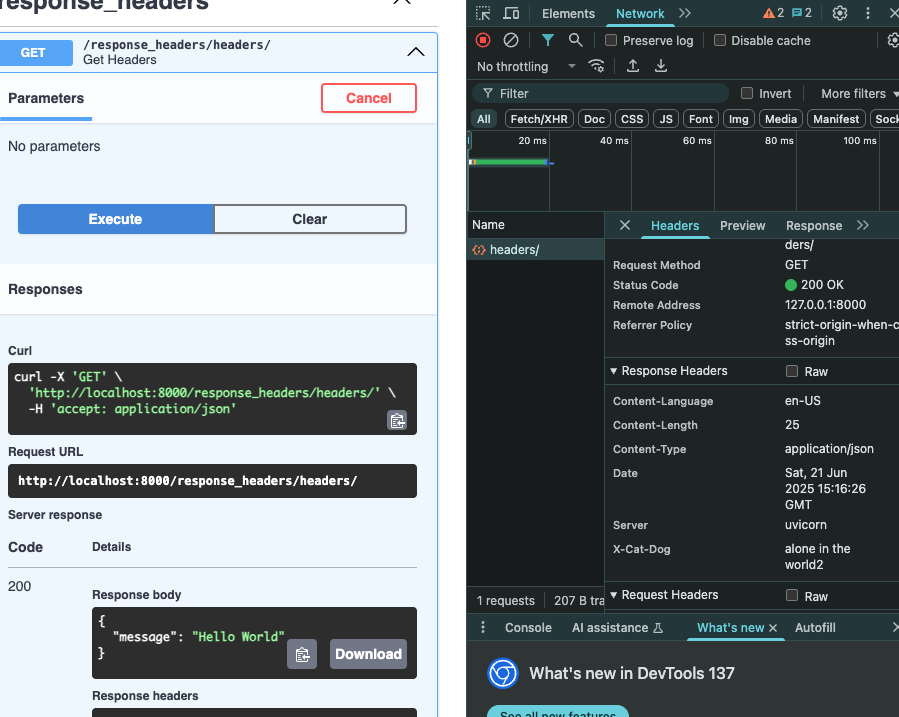 response_headers
GET
/response_headers/headers/
Get Headers
Parameters
Cancel
No parameters
Execute
Clear
Responses
Curl
curl -X 'GET' \
'http://localhost:8000/response_headers/headers/' \
-H 'accept: application/json'
Request URL
http://localhost:8000/response_headers/headers/
Server response
Code
Details
200
Response body
{
"message": "Hello World"
}
Download
Response headers
Elements
Network
2
2
Preserve log
Disable cache
No throttling
Filter
Invert
More filters
All
Fetch/XHR
Doc
CSS
JS
Font
Img
Media
Manifest
Sock
20 ms
40 ms
60 ms
80 ms
100 ms
Name
headers/
Headers
Preview
Response
ders/
Request Method
GET
Status Code
200 OK
Remote Address
127.0.0.1:8000
Referrer Policy
strict-origin-when-c
ss-origin
Response Headers
Raw
Content-Language
en-US
Content-Length
25
Content-Type
application/json
Date
Sat, 21 Jun
2025 15:16:26
GMT
Server
uvicorn
X-Cat-Dog
alone in the
world2
Request Headers
Raw
1 requests
207 B tra
Console
AI assistance
What's new
Autofill
What's new in DevTools 137
See all new features